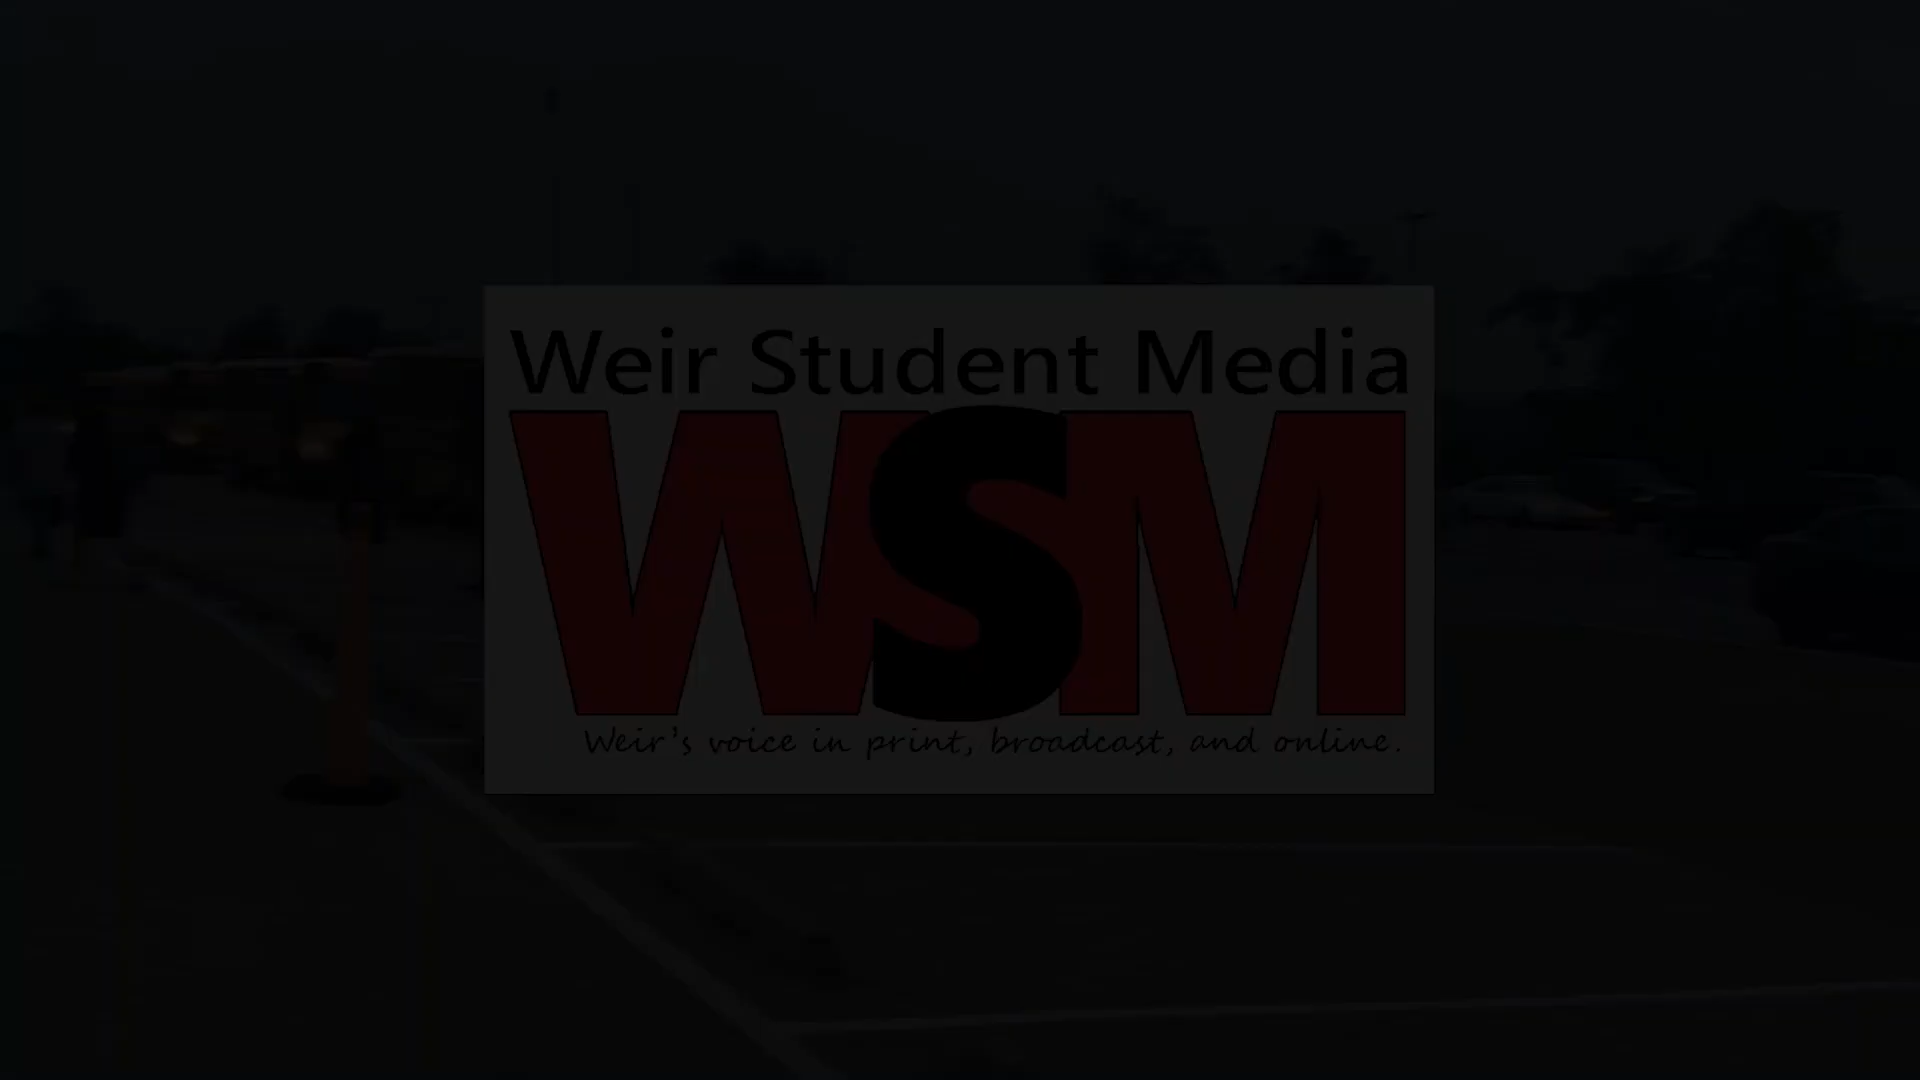 Weir Student Media
WSM
Weir's voice in print, broadcast, and online.